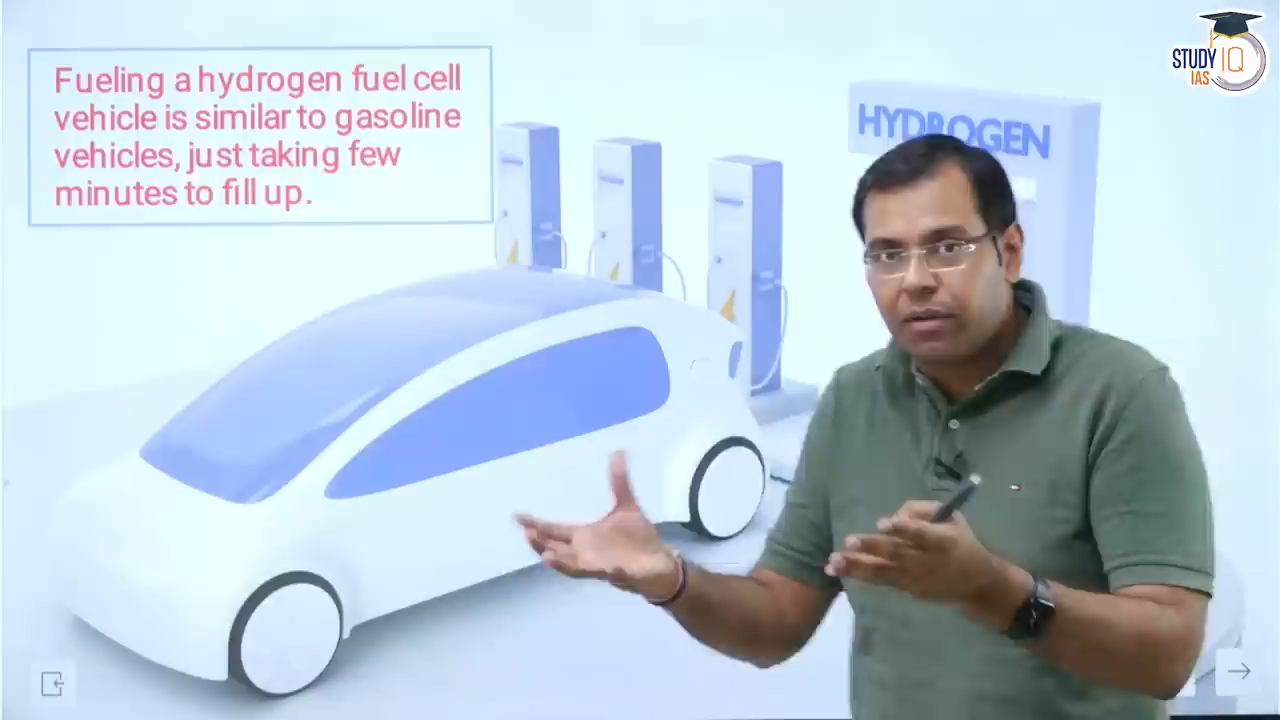 Fueling a hydrogen fuel cell
vehicle is similar to gasoline
vehicles, just taking few
minutes to fill up.
HYDROGEN
STUDY IQ
IAS